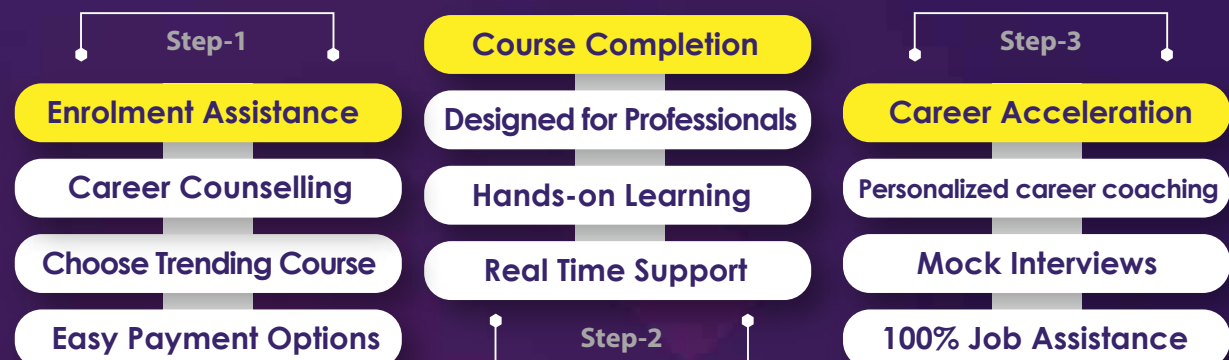 Step-1
Enrolment Assistance
Career Counselling
Choose Trending Course
Easy Payment Options
Course Completion
Designed for Professionals
Hands-on Learning
Real Time Support
Step-2
Step-3
Career Acceleration
Personalized career coaching
Mock Interviews
100% Job Assistance